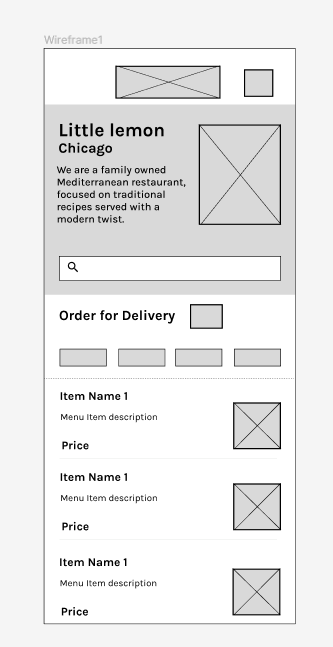 Wireframe1
Little lemon
Chicago
We are a family owned
Mediterranean restaurant,
focused on traditional
recipes served with a
modern twist.
Order for Delivery
Item Name 1
Menu Item description
Price
Item Name 1
Menu Item description
Price
Item Name 1
Menu Item description
Price